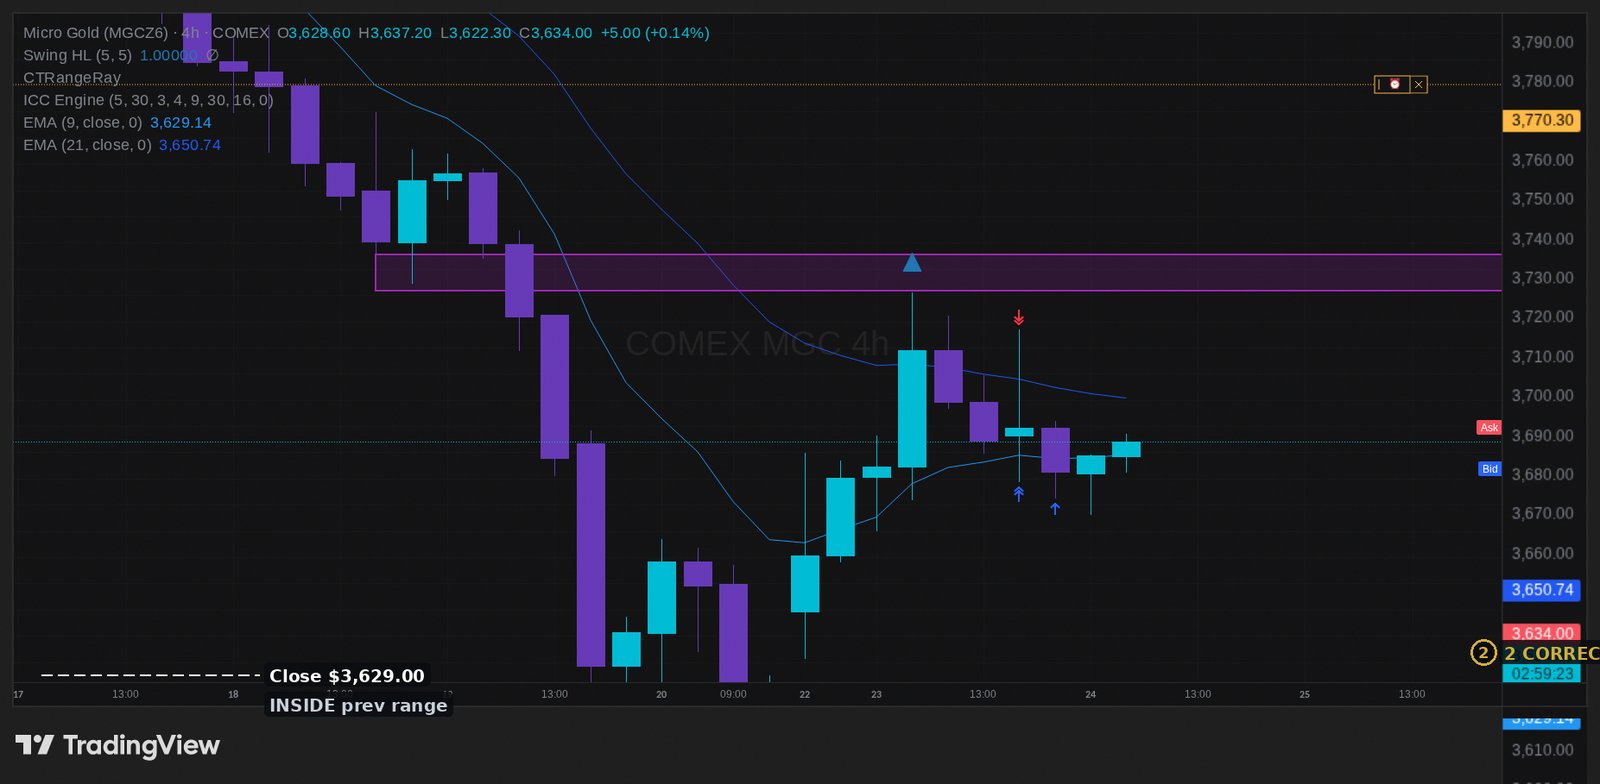 Micro Gold (MGCZ6) · 4h · COMEX O3,628.60 H3,637.20 L3,622.30 C3,634.00 +5.00 (+0.14%)
Swing HL (5, 5) 1.00000 ∅
CTRangeRay
ICC Engine (5, 30, 3, 4, 9, 30, 16, 0)
EMA (9, close, 0) 3,629.14
EMA (21, close, 0) 3,650.74
COMEX MGC 4h
3,790.00
3,780.00
3,770.30
3,760.00
3,750.00
3,740.00
3,730.00
3,720.00
3,710.00
3,700.00
Ask
3,690.00
Bid
3,680.00
3,670.00
3,660.00
3,650.74
3,634.00
2 2 CORREC
02:59:23
3,629.14
3,610.00
Close $3,629.00
17 13:00 18 13:00 20 09:00 22 23 13:00 24 13:00 25 13:00
INSIDE prev range
TradingView